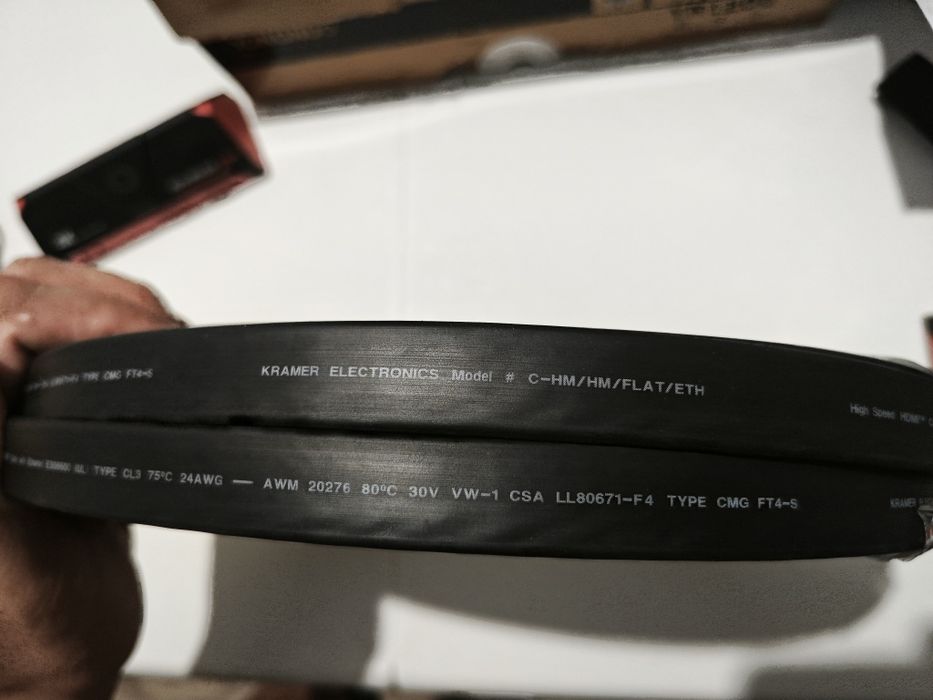 TYPE CMG FT4-S KRAMER ELECTRONICS Model # C-HM/HM/FLAT/ETH High Speed HDMI™
TYPE CL3 75ºC 24AWG — AWM 20276 80ºC 30V VW-1 CSA LL80671-F4 TYPE CMG FT4-S KRAMER